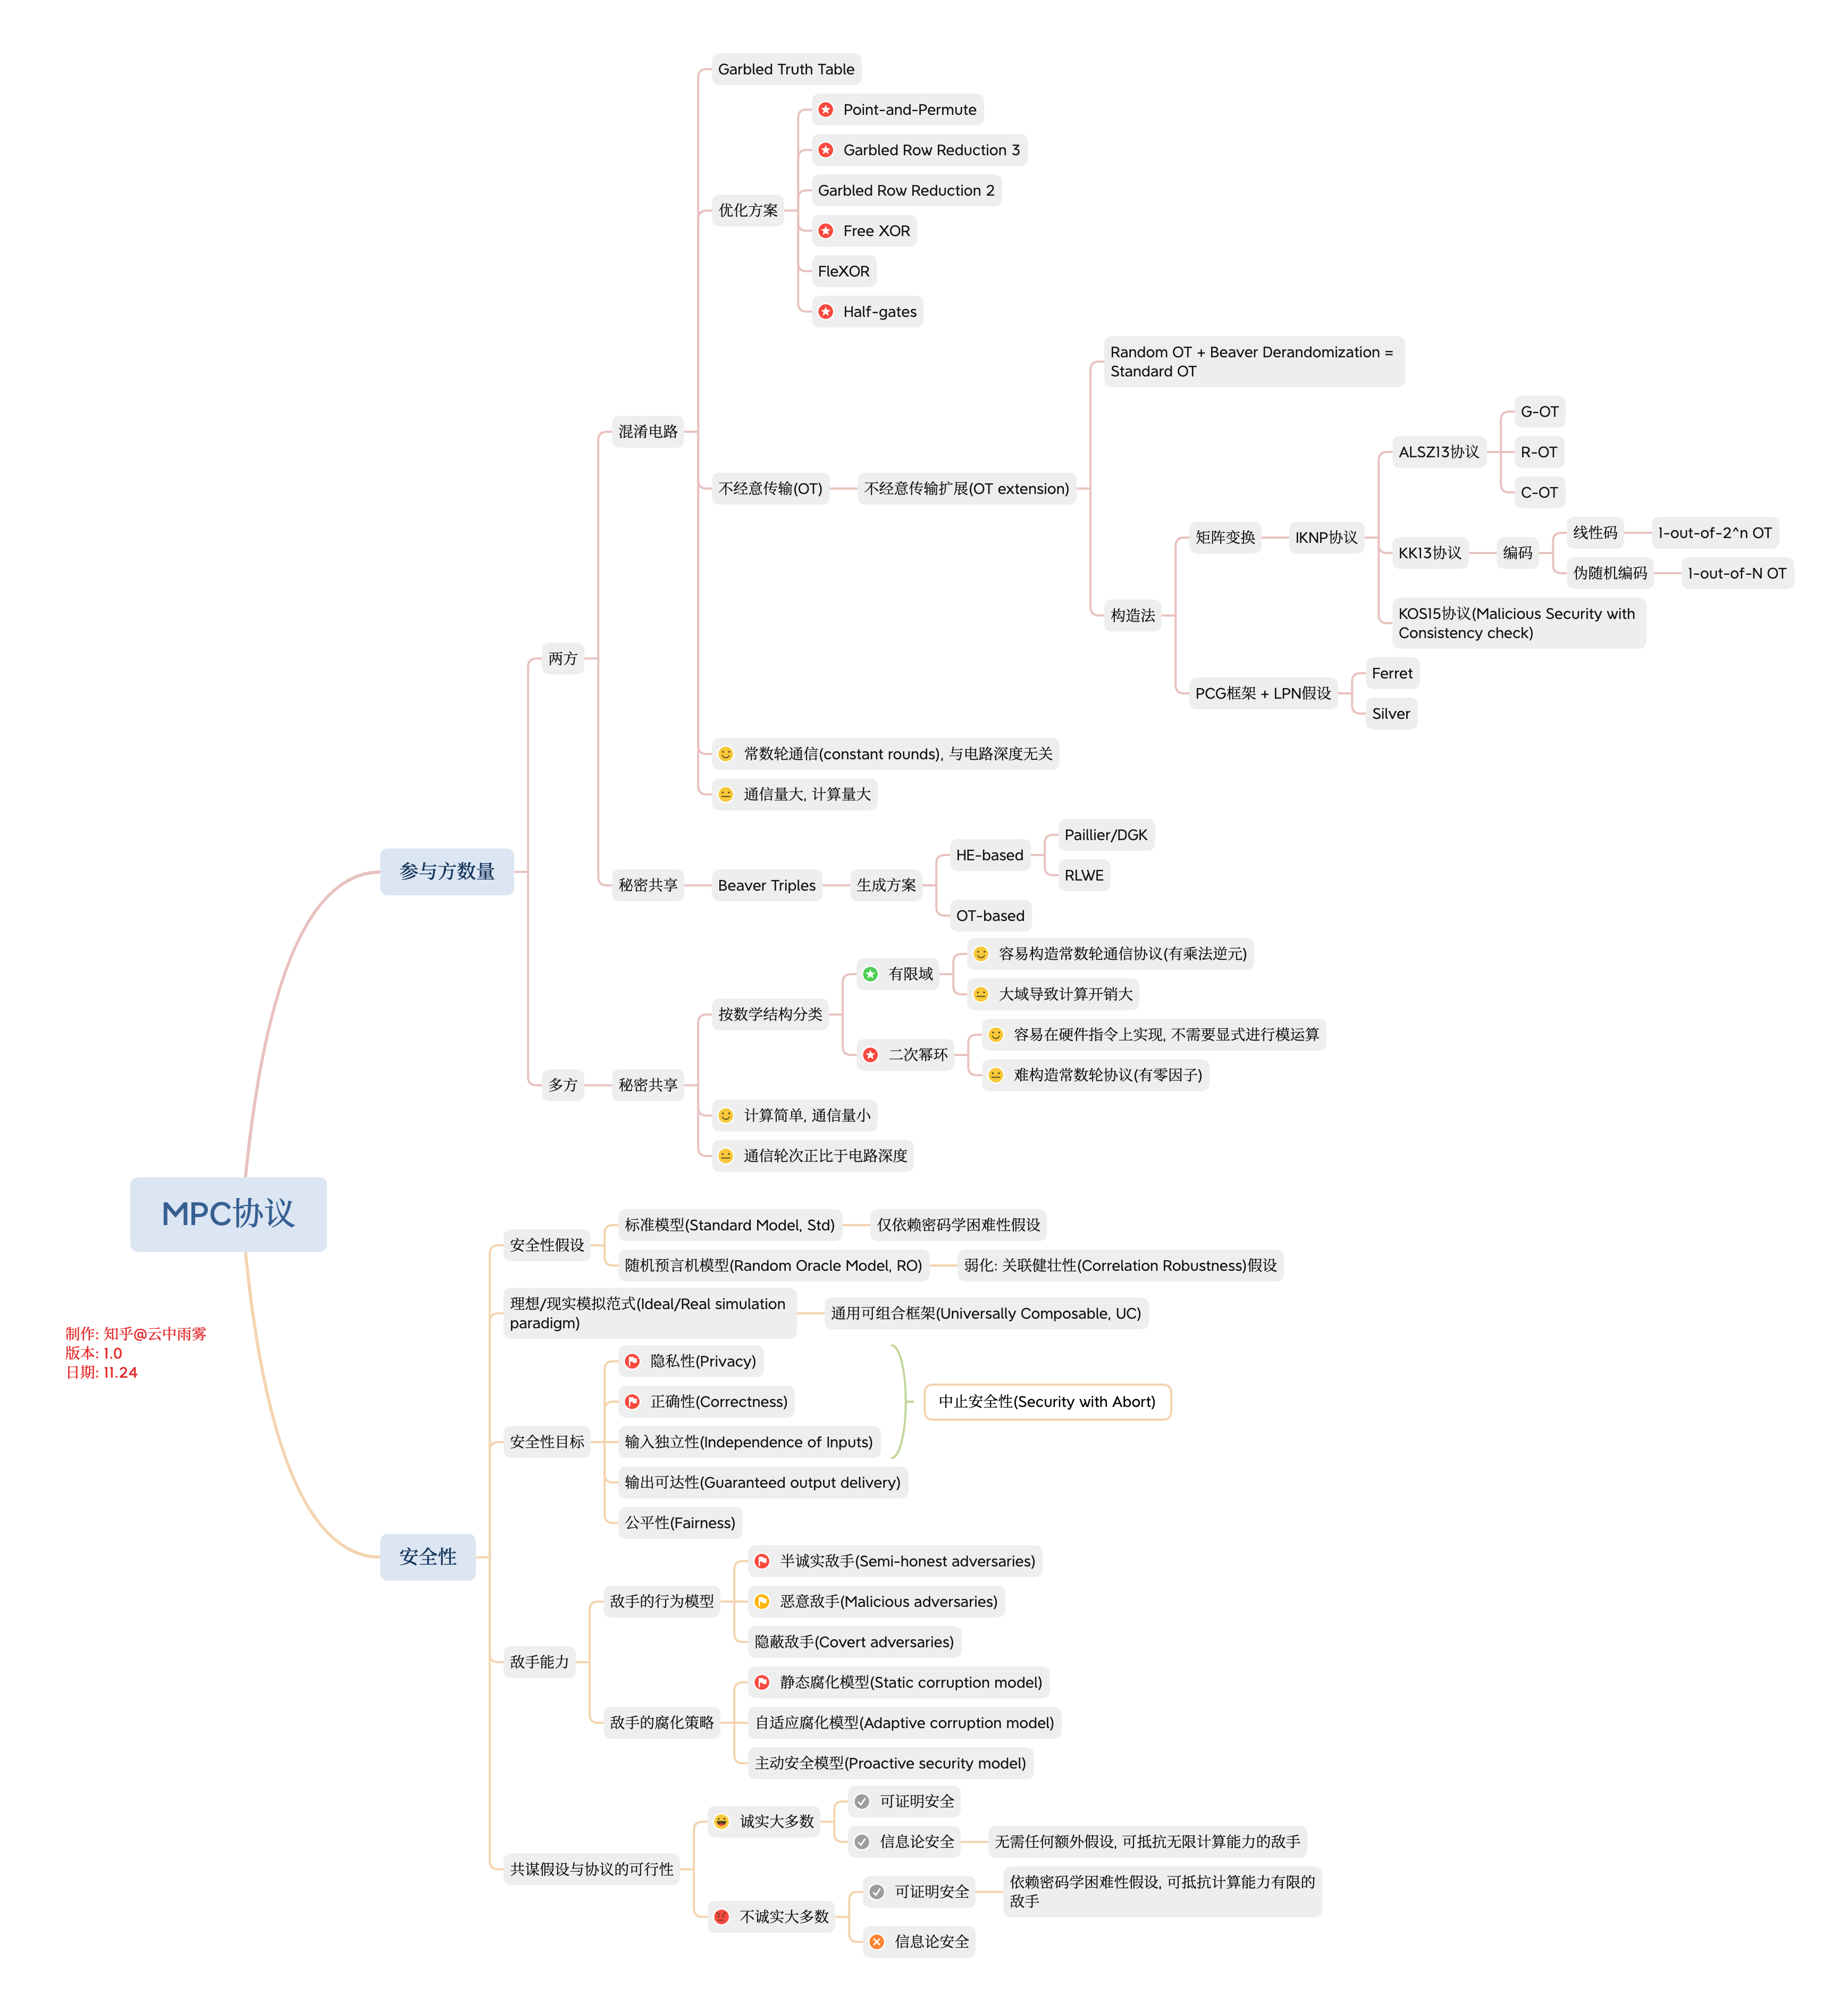 Garbled Truth Table
Point-and-Permute
Garbled Row Reduction 3
Garbled Row Reduction 2
优化方案
Free XOR
FleXOR
Half-gates
Random OT + Beaver Derandomization =
Standard OT
G-OT
混淆电路
ALSZ13协议
R-OT
不经意传输(OT)
不经意传输扩展(OT extension)
C-OT
矩阵变换
IKNP协议
线性码
1-out-of-2^n OT
KK13协议
编码
伪随机编码
1-out-of-N OT
构造法
KOS15协议(Malicious Security with
Consistency check)
两方
Ferret
PCG框架 + LPN假设
Silver
常数轮通信(constant rounds), 与电路深度无关
通信量大, 计算量大
Paillier/DGK
HE-based
参与方数量
RLWE
秘密共享
Beaver Triples
生成方案
OT-based
容易构造常数轮通信协议(有乘法逆元)
有限域
大域导致计算开销大
按数学结构分类
容易在硬件指令上实现, 不需要显式进行模运算
二次幂环
难构造常数轮协议(有零因子)
多方
秘密共享
计算简单, 通信量小
通信轮次正比于电路深度
MPC协议
标准模型(Standard Model, Std)
仅依赖密码学困难性假设
安全性假设
随机预言机模型(Random Oracle Model, RO)
弱化: 关联健壮性(Correlation Robustness)假设
理想/现实模拟范式(Ideal/Real simulation
paradigm)
通用可组合框架(Universally Composable, UC)
制作: 知乎@云中雨雾
版本: 1.0
日期: 11.24
隐私性(Privacy)
正确性(Correctness)
中止安全性(Security with Abort)
安全性目标
输入独立性(Independence of Inputs)
输出可达性(Guaranteed output delivery)
公平性(Fairness)
安全性
半诚实敌手(Semi-honest adversaries)
敌手的行为模型
恶意敌手(Malicious adversaries)
隐蔽敌手(Covert adversaries)
敌手能力
静态腐化模型(Static corruption model)
敌手的腐化策略
自适应腐化模型(Adaptive corruption model)
主动安全模型(Proactive security model)
可证明安全
诚实大多数
信息论安全
无需任何额外假设, 可抵抗无限计算能力的敌手
共谋假设与协议的可行性
可证明安全
依赖密码学困难性假设, 可抵抗计算能力有限的
敌手
不诚实大多数
信息论安全